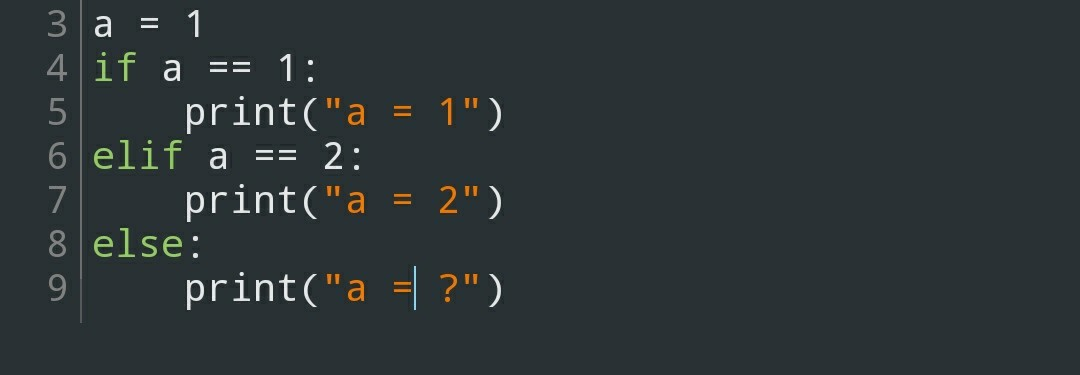 3 a = 1
4 if a == 1:
5     print("a = 1")
6 elif a == 2:
7     print("a = 2")
8 else:
9     print("a = ?")